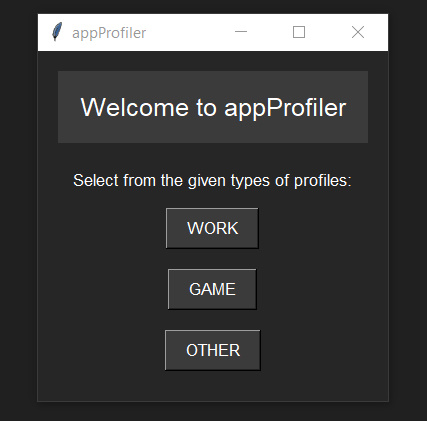 appProfiler
Welcome to appProfiler
Select from the given types of profiles:
WORK
GAME
OTHER